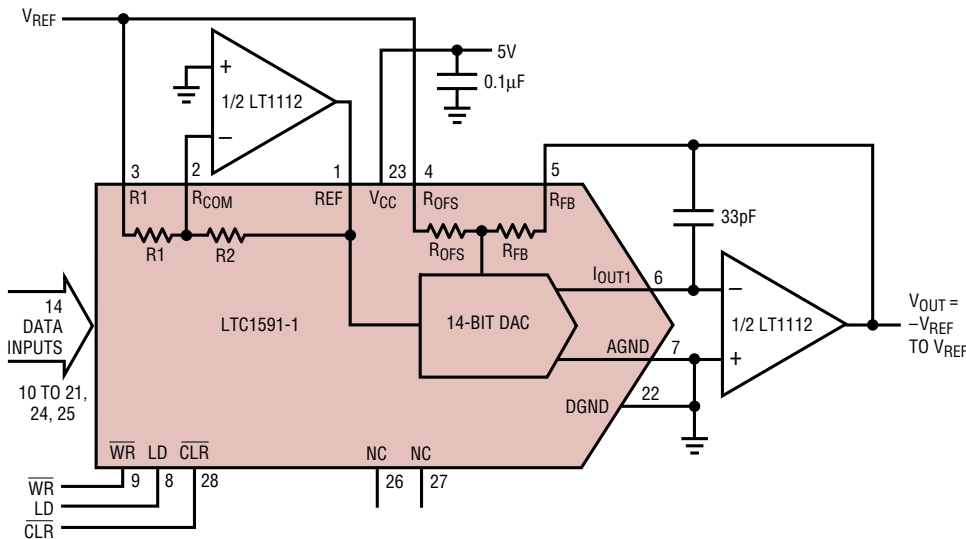 VREF
5V
0.1µF
+
1/2 LT1112
–
3
2
1
23
4
5
R1
RCOM
REF
VCC
ROFS
RFB
33pF
R1
R2
ROFS
RFB
IOUT1
6
–
14
DATA
INPUTS
LTC1591-1
14-BIT DAC
1/2 LT1112
VOUT =
–VREF
TO VREF
AGND
7
+
10 TO 21,
24, 25
DGND
22
WR
LD
CLR
NC
NC
9
8
28
26
27
WR
LD
CLR